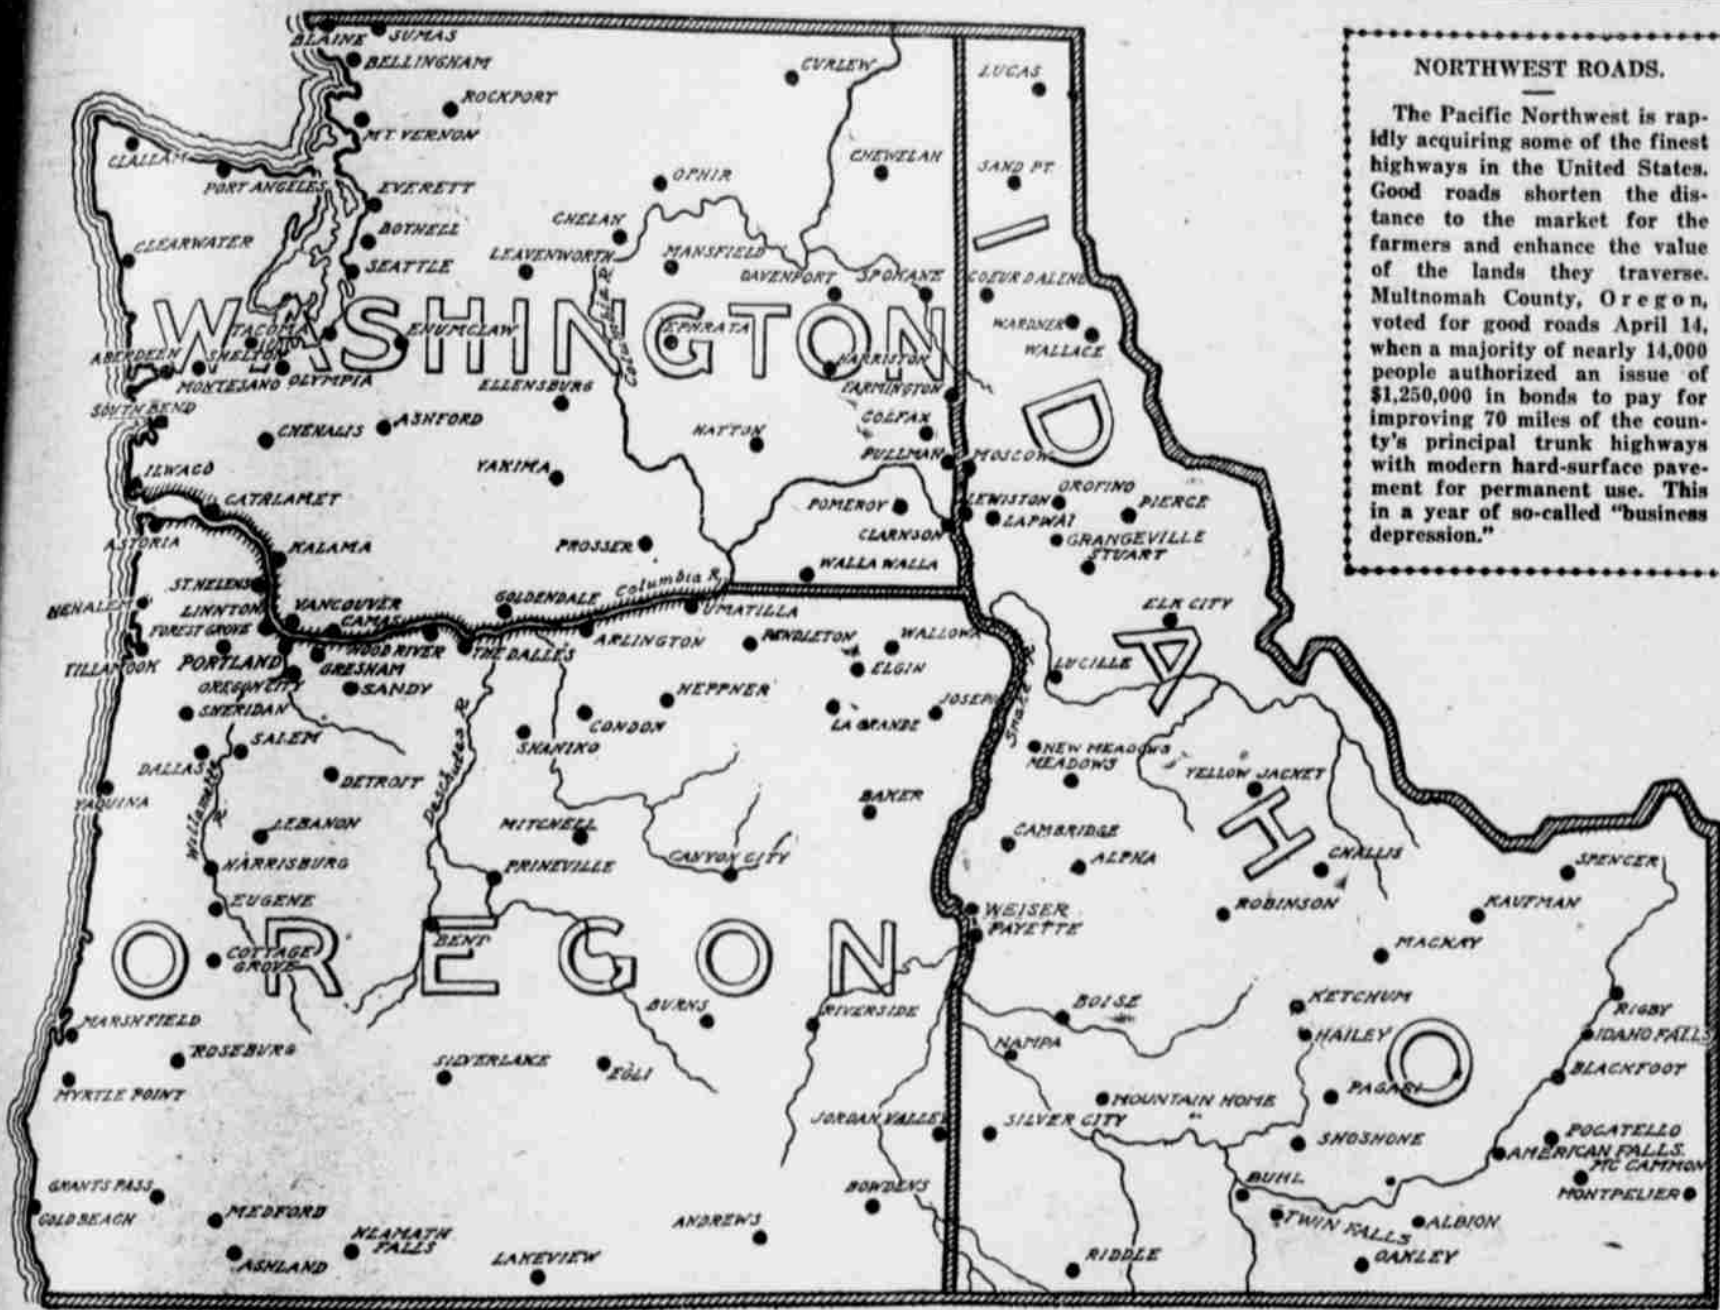 NORTHWEST ROADS.
The Pacific Northwest is rap-
idly acquiring some of the finest
highways in the United States.
Good roads shorten the dis-
tance to the market for the
farmers and enhance the value
of the lands they traverse.
Multnomah County, Oregon,
voted for good roads April 14,
when a majority of nearly 14,000
people authorized an issue of
$1,250,000 in bonds to pay for
improving 70 miles of the coun-
ty's principal trunk highways
with modern hard-surface pave-
ment for permanent use. This
in a year of so-called "business
depression."
WASHINGTON
BLAINE
SUMAS
BELLINGHAM
ROCKPORT
MT. VERNON
CURLEW
CLALLAM
PORT ANGELES
EVERETT
OPHIR
CHEWELAH
BOTHELL
CHELAN
CLEARWATER
SEATTLE
LEAVENWORTH
MANSFIELD
DAVENPORT
SPOKANE
Columbia R
TACOMA
ENUMCLAW
EPHRATA
ABERDEEN
SHELTON
HARRISTON
MONTESANO
OLYMPIA
ELLENSBURG
FARMINGTON
SOUTH BEND
CHEHALIS
ASHFORD
HATTON
COLFAX
PULLMAN
ILWACO
YAKIMA
CATHLAMET
POMEROY
CLARKSON
KALAMA
PROSSER
WALLA WALLA
VANCOUVER
CAMAS
GOLDENDALE
Columbia R
OREGON
ASTORIA
ST. HELENS
NEHALEM
LINNTON
FOREST GROVE
TILLAMOOK
PORTLAND
HOOD RIVER
GRESHAM
THE DALLES
ARLINGTON
UMATILLA
PENDLETON
WALLOWA
ELGIN
OREGON CITY
SANDY
HEPPNER
SHERIDAN
CONDON
LA GRANDE
JOSEPH
SALEM
SHANIKO
DALLAS
DETROIT
Willamette R.
Deschutes R
YAQUINA
BAKER
LEBANON
MITCHELL
HARRISBURG
PRINEVILLE
CANYON CITY
EUGENE
BENT
COTTAGE
GROVE
MARSHFIELD
BURNS
RIVERSIDE
ROSEBURG
SILVERLAKE
EGLI
MYRTLE POINT
JORDAN VALLEY
GRANTS PASS
GOLD BEACH
MEDFORD
BOWDENS
ANDREWS
KLAMATH
FALLS
ASHLAND
LAKEVIEW
IDAHO
LUCAS
SAND PT.
COEUR D'ALENE
WARDNER
WALLACE
MOSCOW
OROFINO
LEWISTON
PIERCE
LAPWAI
GRANGEVILLE
STUART
ELK CITY
LUCILLE
Snake R.
NEW MEADOWS
MEADOWS
YELLOW JACKET
CAMBRIDGE
ALPHA
CHALLIS
SPENCER
ROBINSON
KAUFMAN
WEISER
PAYETTE
MACKAY
BOISE
KETCHUM
RIGBY
NAMPA
HAILEY
IDAHO FALLS
BLACKFOOT
MOUNTAIN HOME
PAGARI
SILVER CITY
SHOSHONE
POCATELLO
AMERICAN FALLS.
MC CAMMON
BUHL
MONTPELIER
TWIN FALLS
ALBION
RIDDLE
OAKLEY